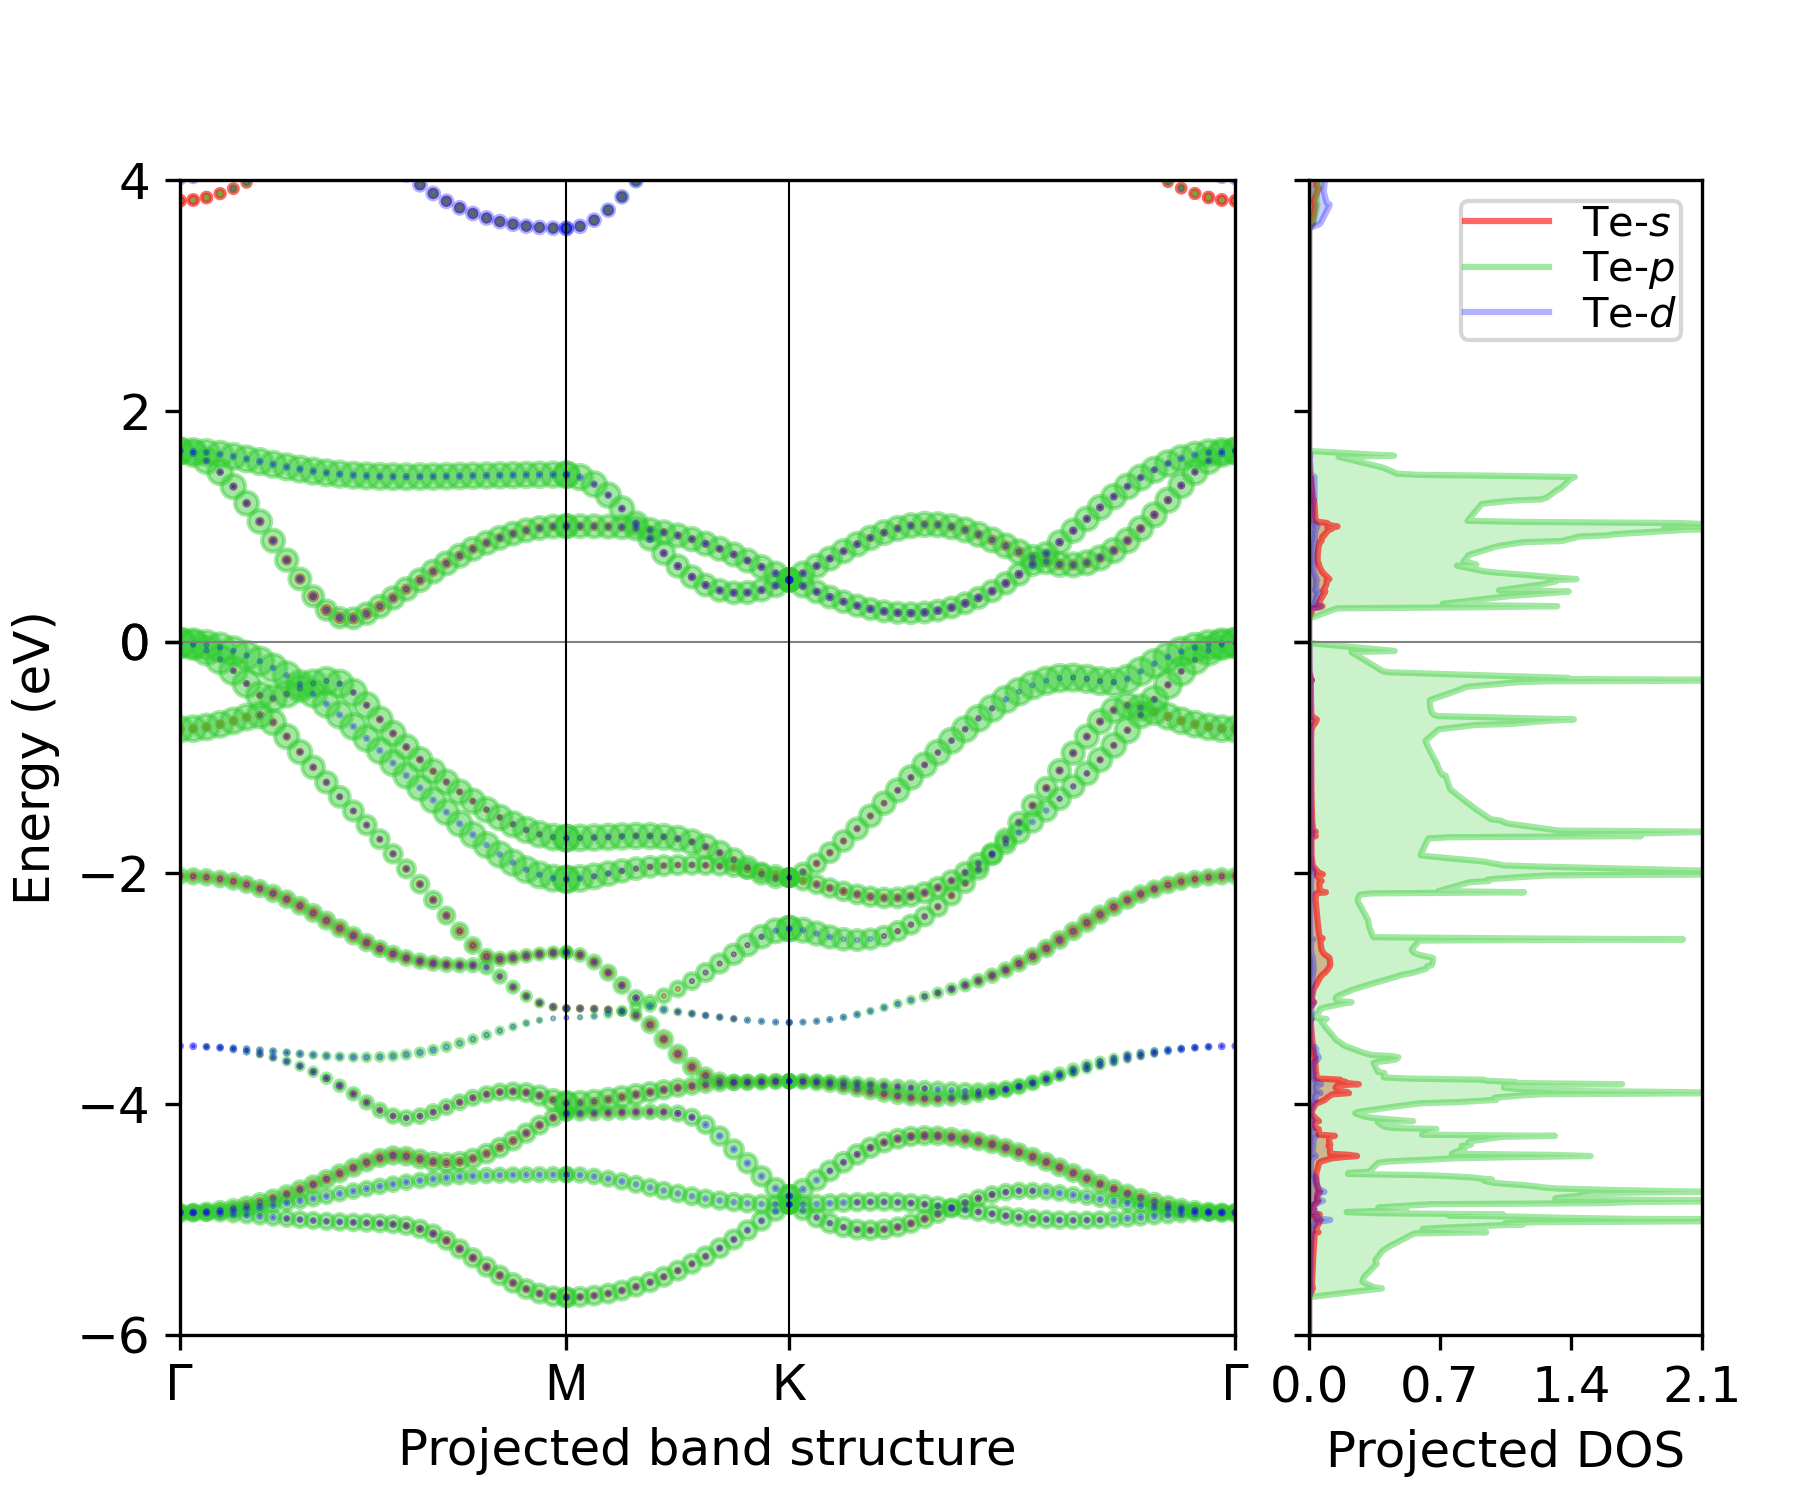 Energy (eV)
4
2
0
−2
−4
−6
Γ
M
K
Γ
Projected band structure
Te-s
Te-p
Te-d
0.0
0.7
1.4
2.1
Projected DOS